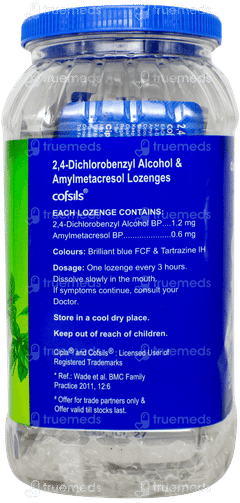 2,4-Dichlorobenzyl Alcohol &
Amylmetacresol Lozenges
cofsils®
EACH LOZENGE CONTAINS:
2,4-Dichlorobenzyl Alcohol BP....1.2 mg
Amylmetacresol BP....................0.6 mg
Colours: Brilliant blue FCF & Tartrazine IH
Dosage: One lozenge every 3 hours.
Dissolve slowly in the mouth.
If symptoms continue, consult your
Doctor.
Store in a cool dry place.
Keep out of reach of children.
Cipla® and Cofsils® : Licensed User of
Registered Trademarks
* Ref.: Wade et al. BMC Family
Practice 2011, 12:6
# Offer for trade partners only &
Offer valid till stocks last.
truemeds
truemeds
truemeds
truemeds
truemeds
truemeds